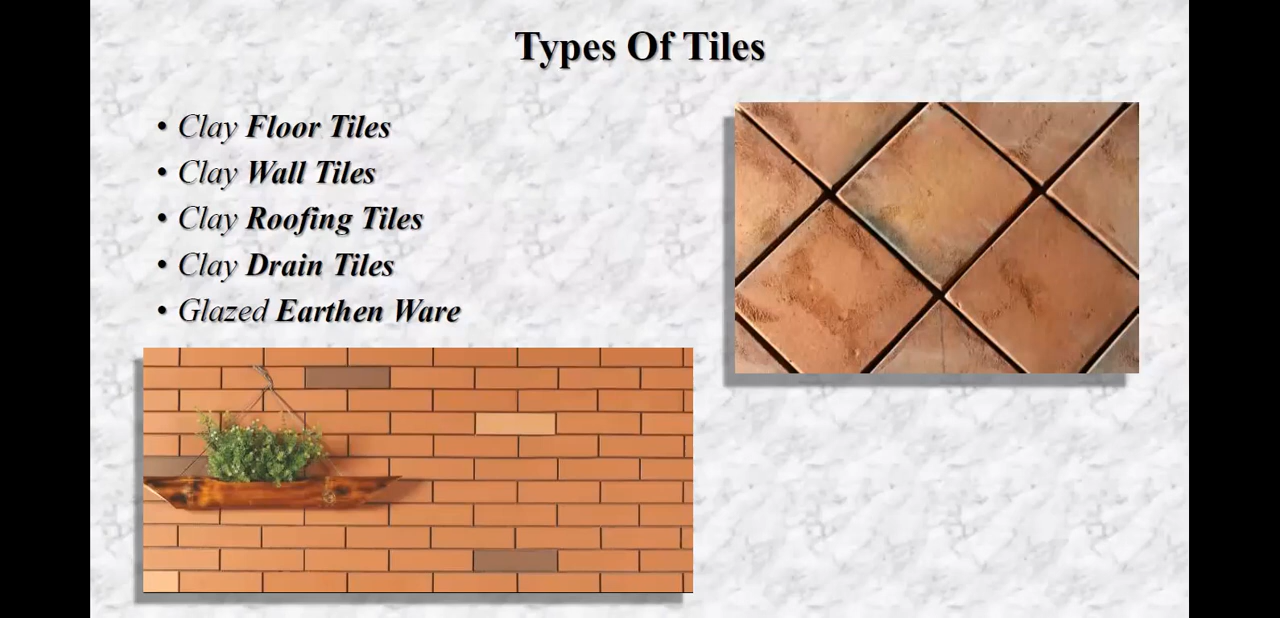 Types Of Tiles
• Clay Floor Tiles
• Clay Wall Tiles
• Clay Roofing Tiles
• Clay Drain Tiles
• Glazed Earthen Ware